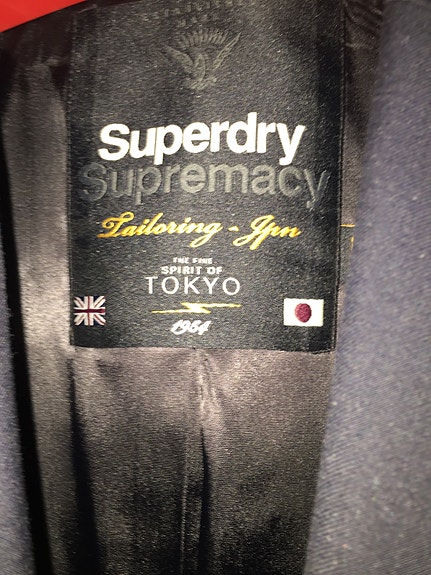 Superdry
Supremacy
Tailoring - Jpn
THE FINE
SPIRIT OF
TOKYO
1954